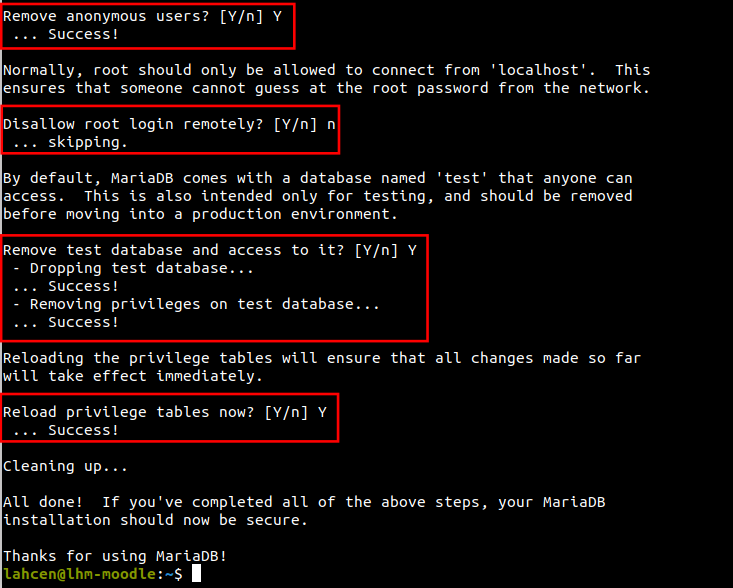 Remove anonymous users? [Y/n] Y
 ... Success!
Normally, root should only be allowed to connect from 'localhost'.  This
ensures that someone cannot guess at the root password from the network.
Disallow root login remotely? [Y/n] n
 ... skipping.
By default, MariaDB comes with a database named 'test' that anyone can
access.  This is also intended only for testing, and should be removed
before moving into a production environment.
Remove test database and access to it? [Y/n] Y
 - Dropping test database...
 ... Success!
 - Removing privileges on test database...
 ... Success!
Reloading the privilege tables will ensure that all changes made so far
will take effect immediately.
Reload privilege tables now? [Y/n] Y
 ... Success!
Cleaning up...
All done!  If you've completed all of the above steps, your MariaDB
installation should now be secure.
Thanks for using MariaDB!
lahcen@lhm-moodle:~$